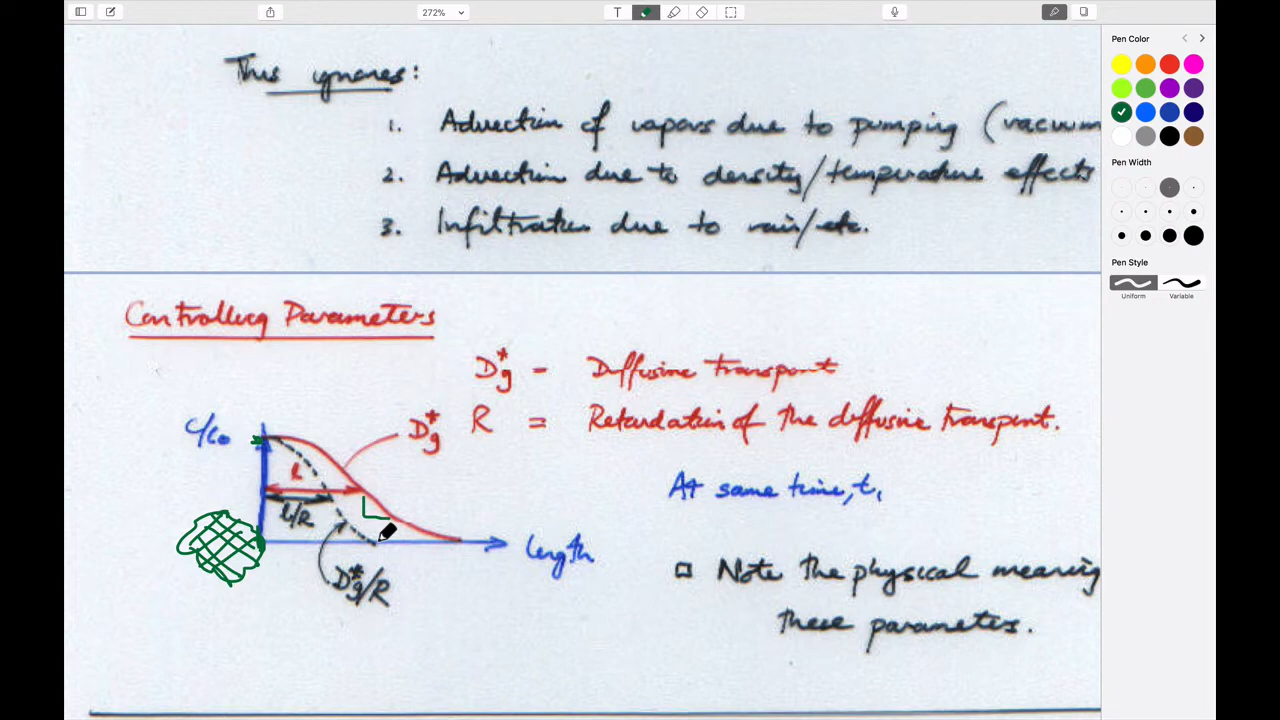 272%
T
Pen Color
This ignores:
1. Advection of vapors due to pumping (vacuum
2. Advection due to density/temperature effects
3. Infiltration due to rain/etc.
Pen Width
Pen Style
Uniform Variable
Controlling Parameters
D*g - Diffusive transport
R = Retardation of the diffusive transport.
C/C0
D*g
l
l/R
At same time, t,
length
D*g/R
Note the physical meaning
these parameters.